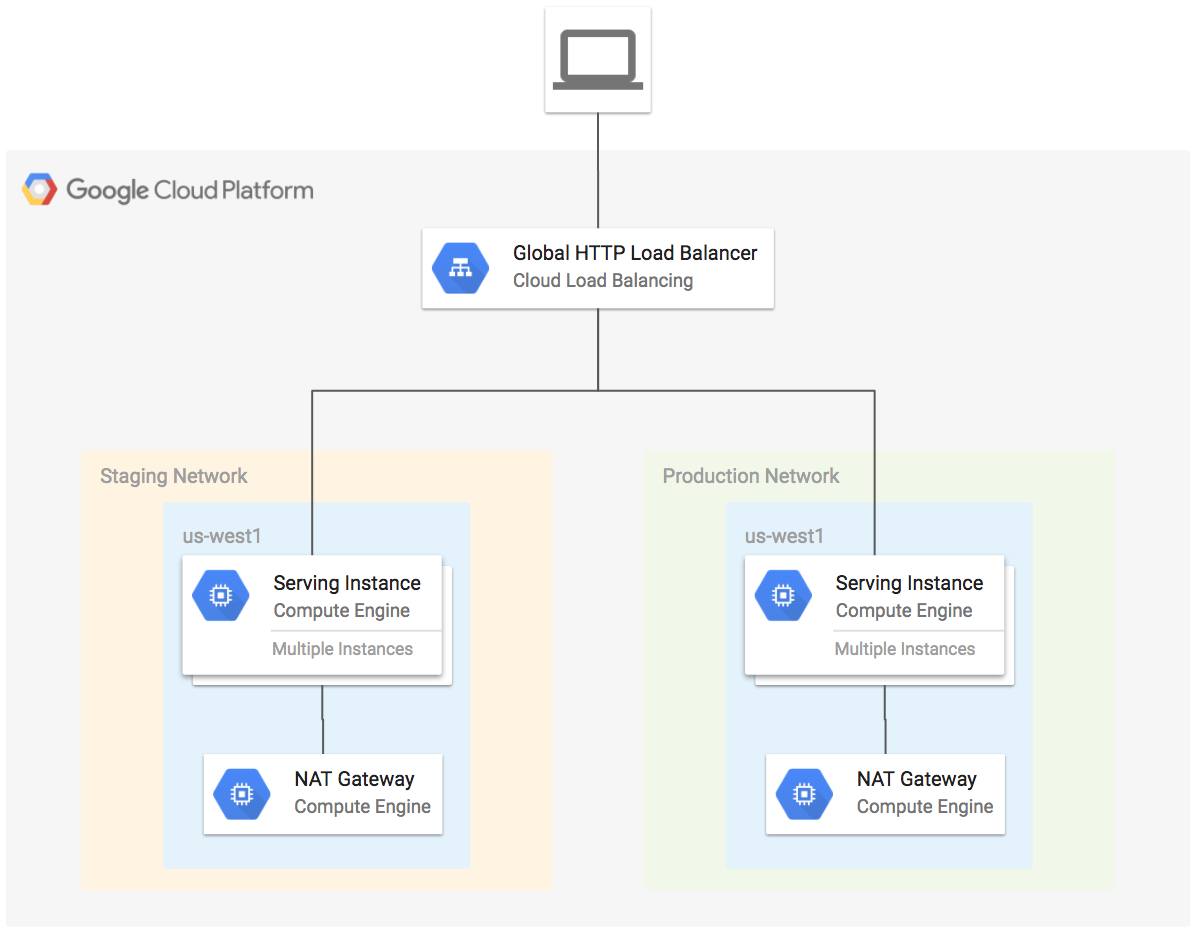 Google Cloud Platform
Global HTTP Load Balancer
Cloud Load Balancing
Staging Network
us-west1
Serving Instance
Compute Engine
Multiple Instances
NAT Gateway
Compute Engine
Production Network
us-west1
Serving Instance
Compute Engine
Multiple Instances
NAT Gateway
Compute Engine